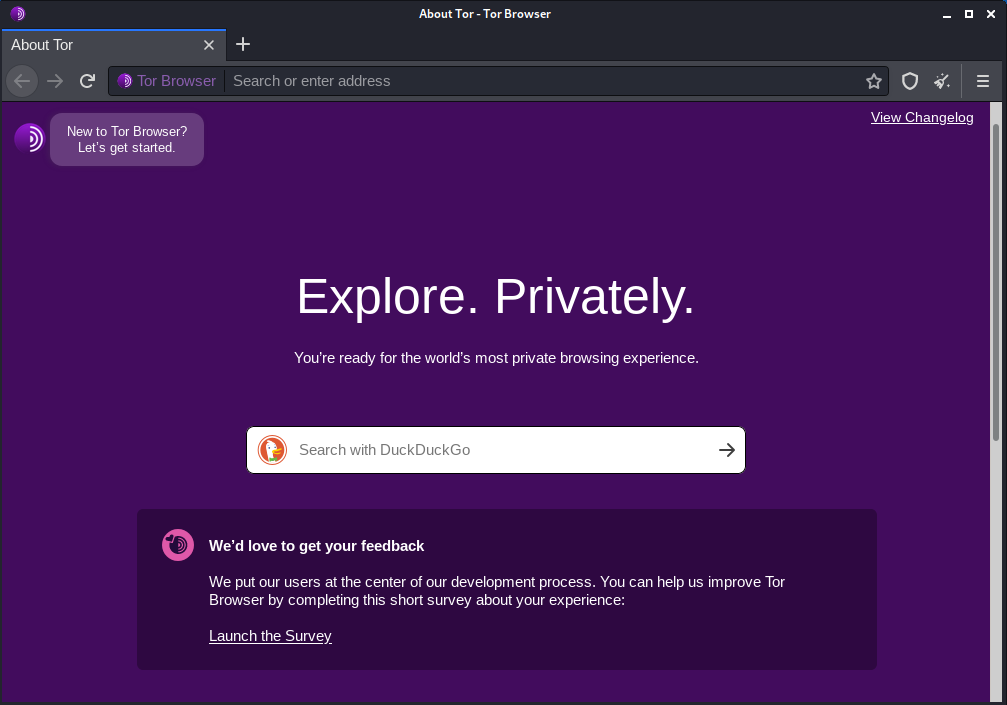 About Tor - Tor Browser
About Tor
Tor Browser
Search or enter address
View Changelog
New to Tor Browser?
Let’s get started.
Explore. Privately.
You’re ready for the world’s most private browsing experience.
Search with DuckDuckGo
We’d love to get your feedback
We put our users at the center of our development process. You can help us improve Tor
Browser by completing this short survey about your experience:
Launch the Survey